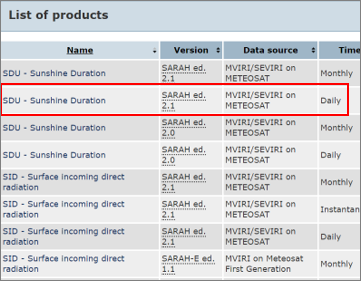 List of products
Name Version Data source Time
SDU - Sunshine Duration SARAH ed. 2.1 MVIRI/SEVIRI on METEOSAT Monthly
SDU - Sunshine Duration SARAH ed. 2.1 MVIRI/SEVIRI on METEOSAT Daily
SDU - Sunshine Duration SARAH ed. 2.0 MVIRI/SEVIRI on METEOSAT Monthly
SDU - Sunshine Duration SARAH ed. 2.0 MVIRI/SEVIRI on METEOSAT Daily
SID - Surface incoming direct radiation SARAH ed. 2.1 MVIRI/SEVIRI on METEOSAT Monthly
SID - Surface incoming direct radiation SARAH ed. 2.1 MVIRI/SEVIRI on METEOSAT Instantan
SID - Surface incoming direct radiation SARAH ed. 2.1 MVIRI/SEVIRI on METEOSAT Daily
SID - Surface incoming direct radiation SARAH-E ed. 1.1 MVIRI on Meteosat First Generation Monthly